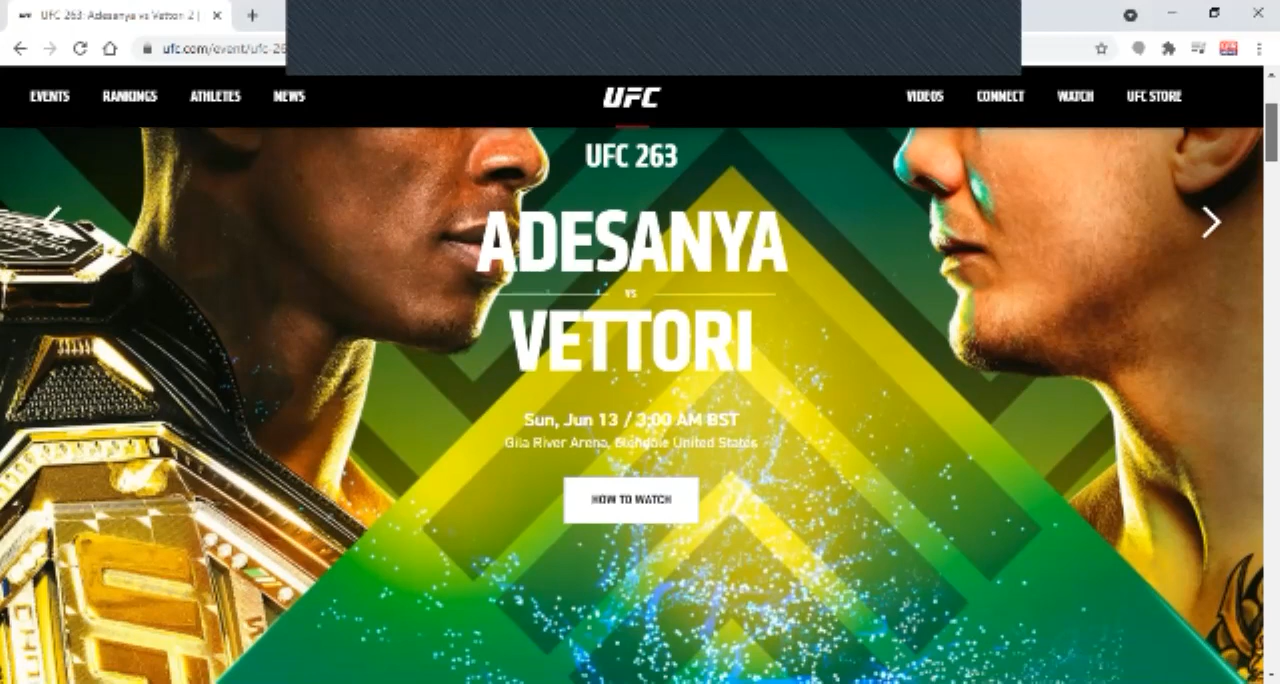 UFC 263: Adesanya vs Vettori 2 |
ufc.com/event/ufc-26
EVENTS RANKINGS ATHLETES NEWS UFC VIDEOS CONNECT WATCH UFC STORE
UFC 263
ADESANYA
VS
VETTORI
Sun, Jun 13 / 3:00 AM BST
Gila River Arena, Glendale United States
HOW TO WATCH